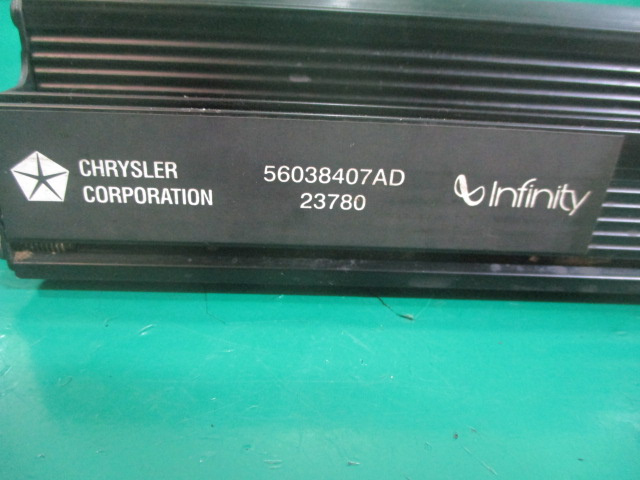 CHRYSLER
CORPORATION
56038407AD
23780
Infinity